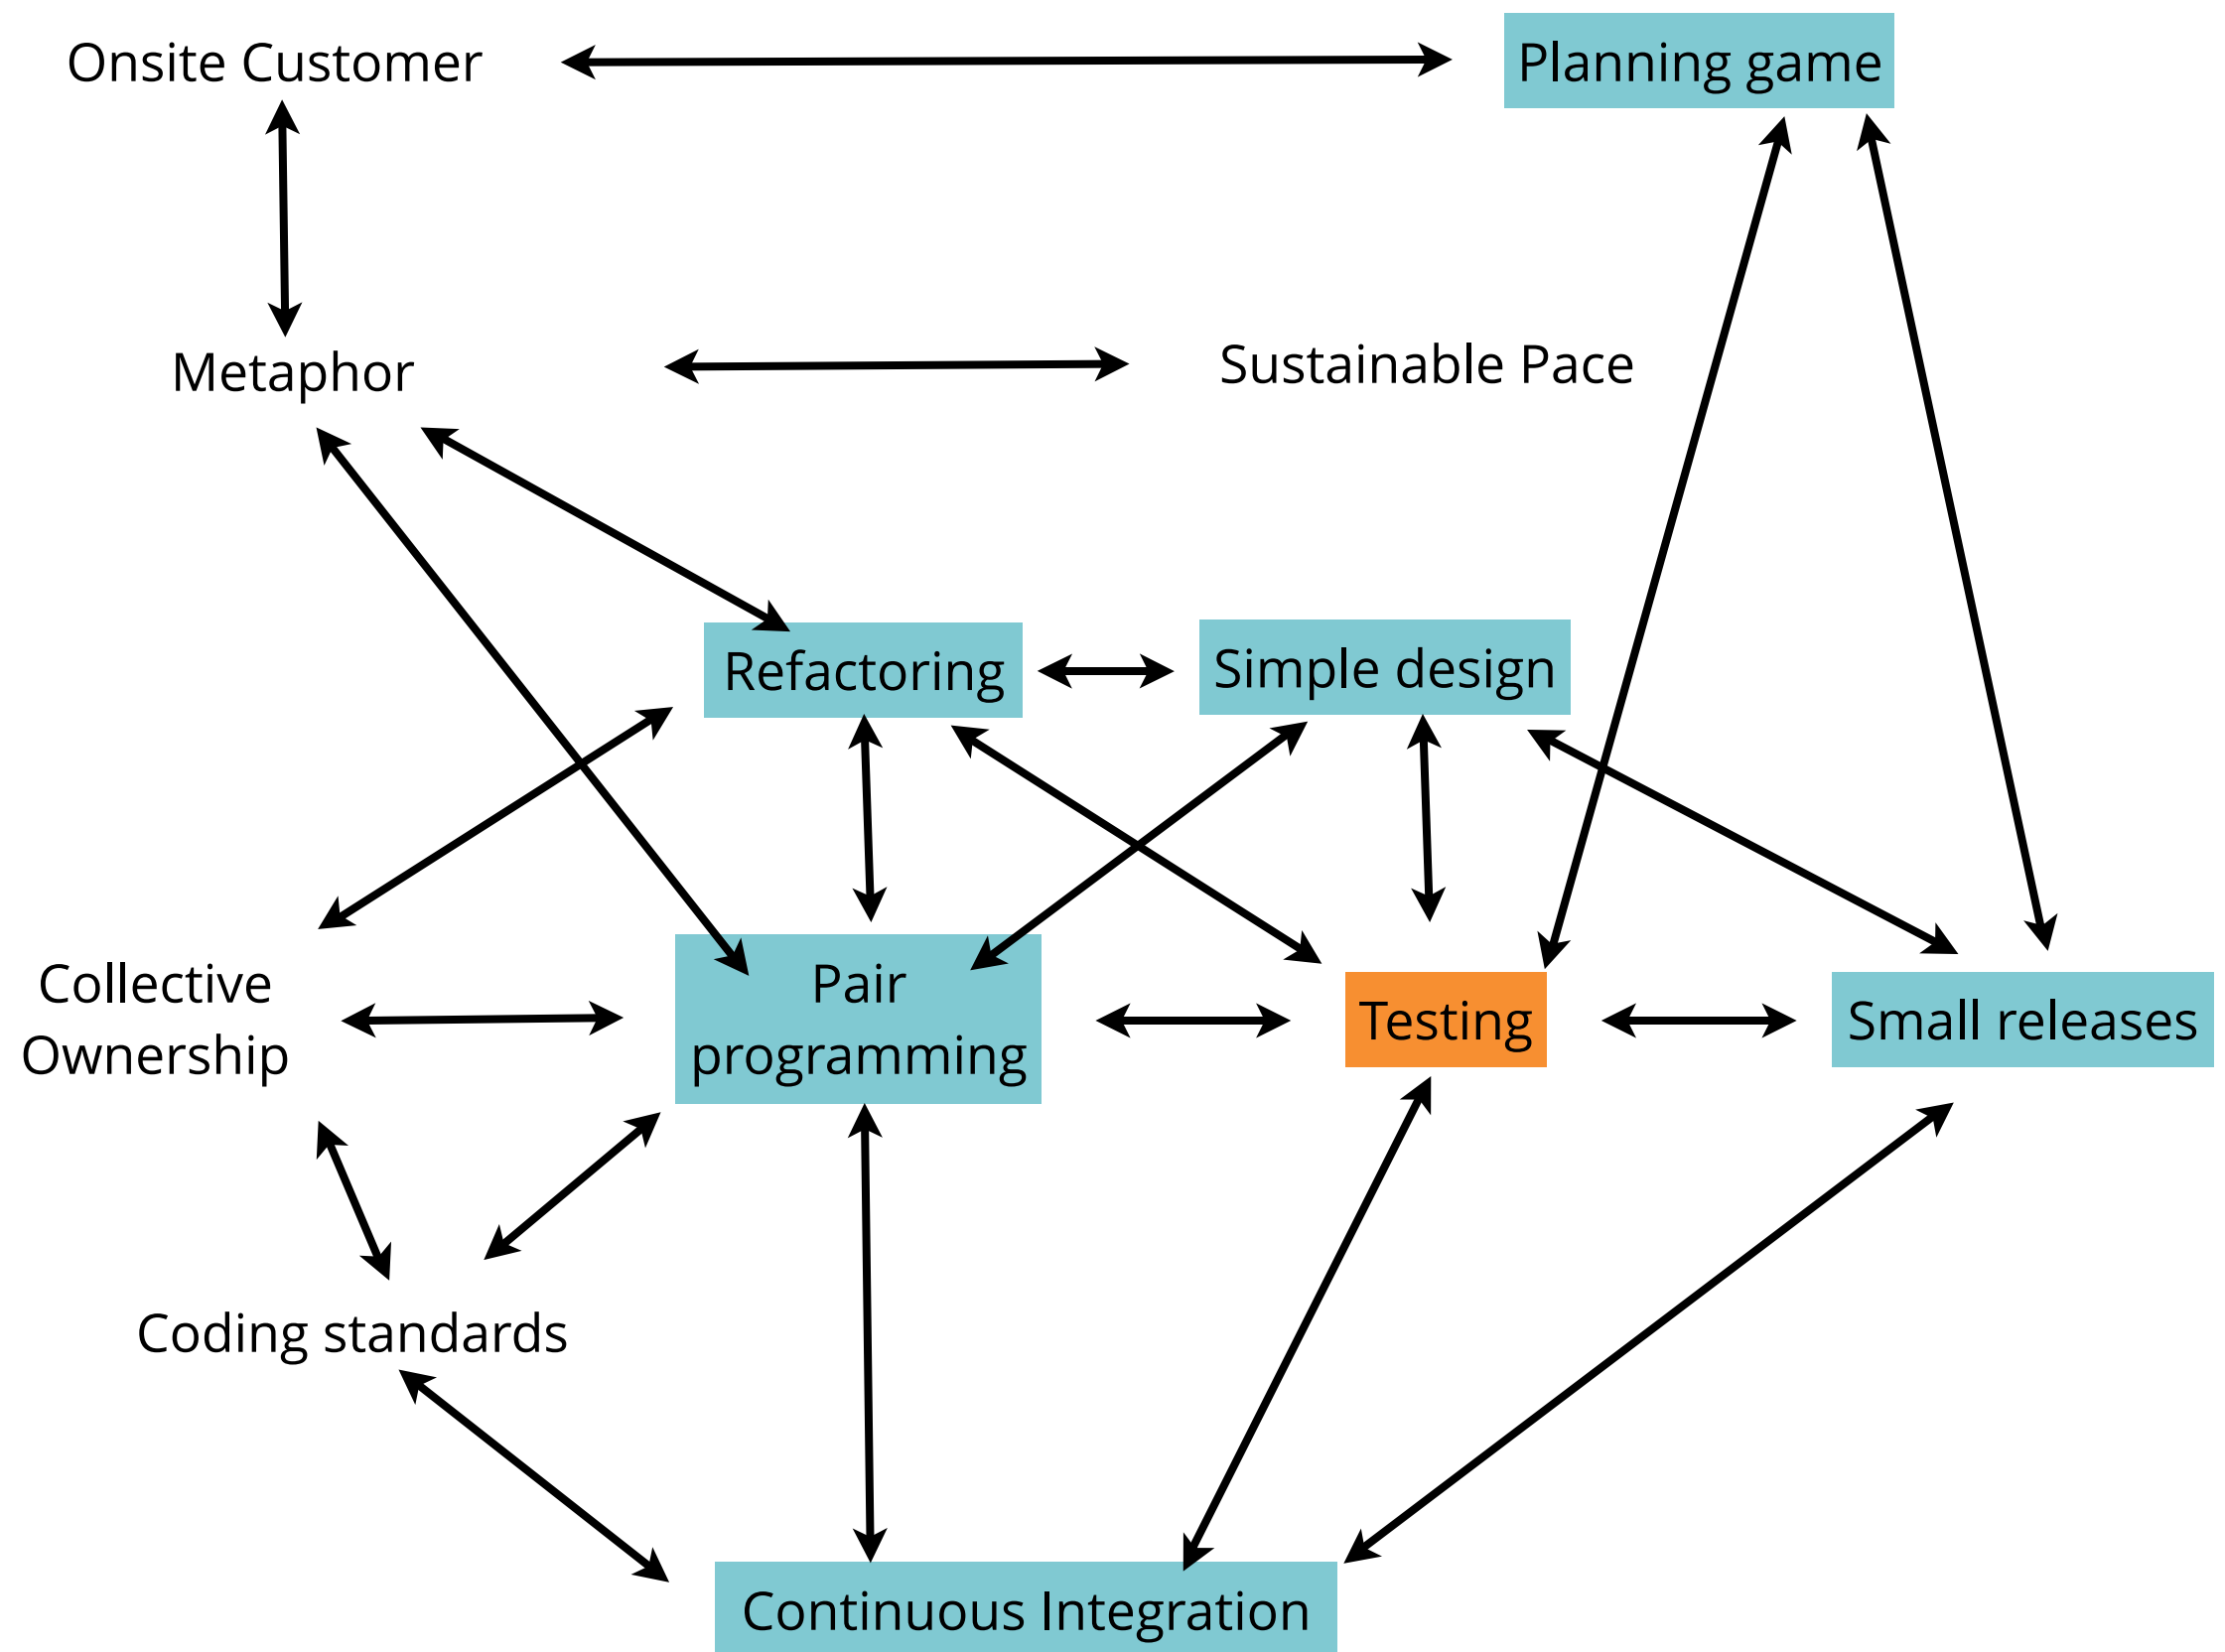 Onsite Customer
Planning game
Metaphor
Sustainable Pace
Refactoring
Simple design
Collective
Ownership
Pair
programming
Testing
Small releases
Coding standards
Continuous Integration